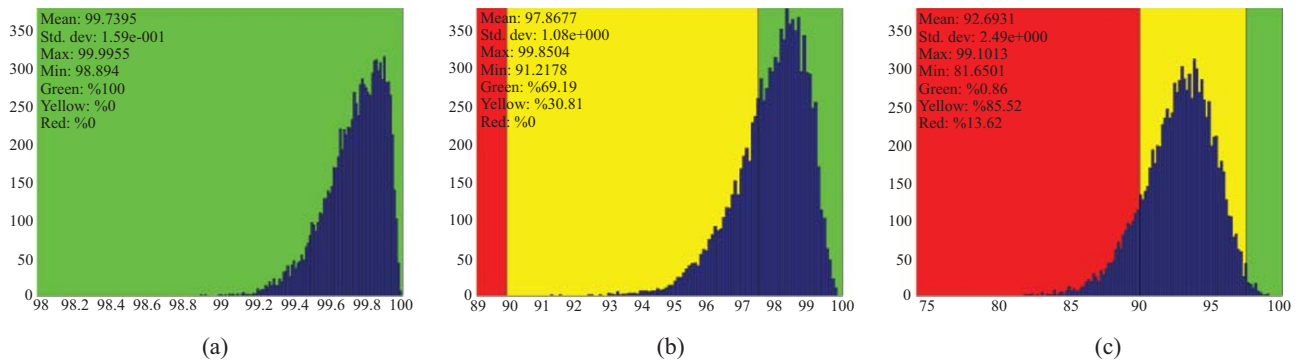 Mean: 99.7395
Std. dev: 1.59e-001
Max: 99.9955
Min: 98.894
Green: %100
Yellow: %0
Red: %0
350
300
250
200
150
100
50
0
98 98.2 98.4 98.6 98.8 99 99.2 99.4 99.6 99.8 100
(a)
Mean: 97.8677
Std. dev: 1.08e+000
Max: 99.8504
Min: 91.2178
Green: %69.19
Yellow: %30.81
Red: %0
350
300
250
200
150
100
50
0
89 90 91 92 93 94 95 96 97 98 99 100
(b)
Mean: 92.6931
Std. dev: 2.49e+000
Max: 99.1013
Min: 81.6501
Green: %0.86
Yellow: %85.52
Red: %13.62
350
300
250
200
150
100
50
0
75 80 85 90 95 100
(c)